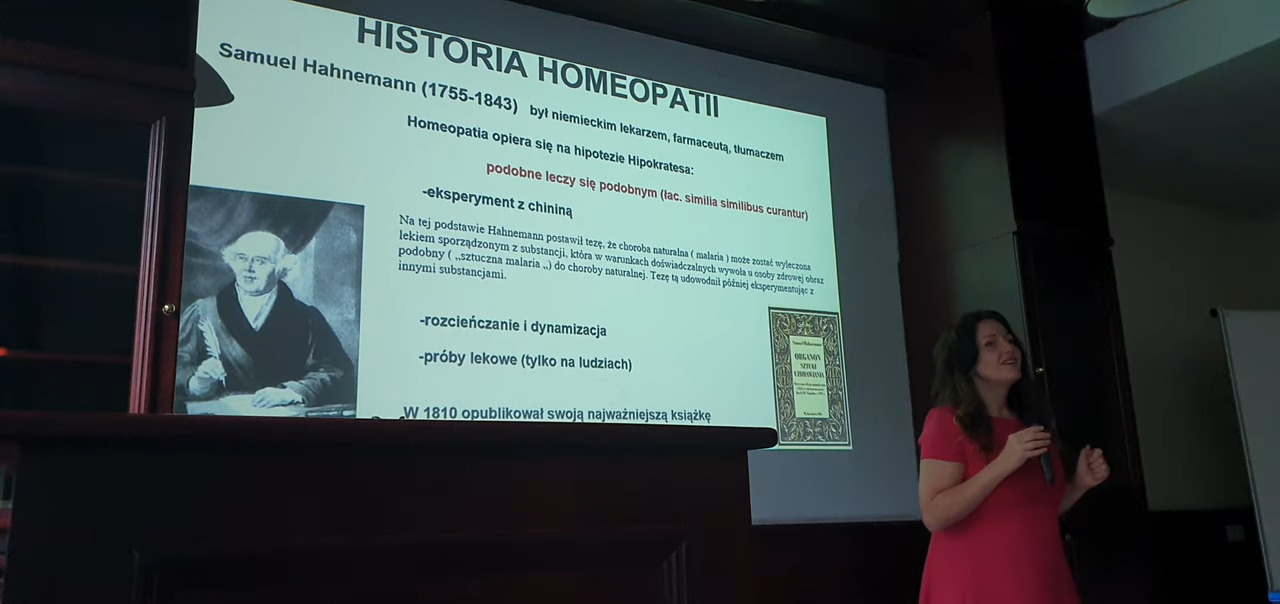 HISTORIA HOMEOPATII
Samuel Hahnemann (1755-1843) był niemieckim lekarzem, farmaceutą, tłumaczem
Homeopatia opiera się na hipotezie Hipokratesa:
podobne leczy się podobnym (łac. similia similibus curantur)
-eksperyment z chininą
Na tej podstawie Hahnemann postawił tezę, że choroba naturalna ( malaria ) może zostać wyleczona
lekiem sporządzonym z substancji, która w warunkach doświadczalnych wywoła u osoby zdrowej obraz
podobny ( „sztuczna malaria „) do choroby naturalnej. Tezę tą udowodnił później eksperymentując z
innymi substancjami.
-rozcieńczanie i dynamizacja
-próby lekowe (tylko na ludziach)
W 1810 opublikował swoją najważniejszą książkę
Samuel Hahnemann
ORGANON
SZTUKI
UZDRAWIANIA